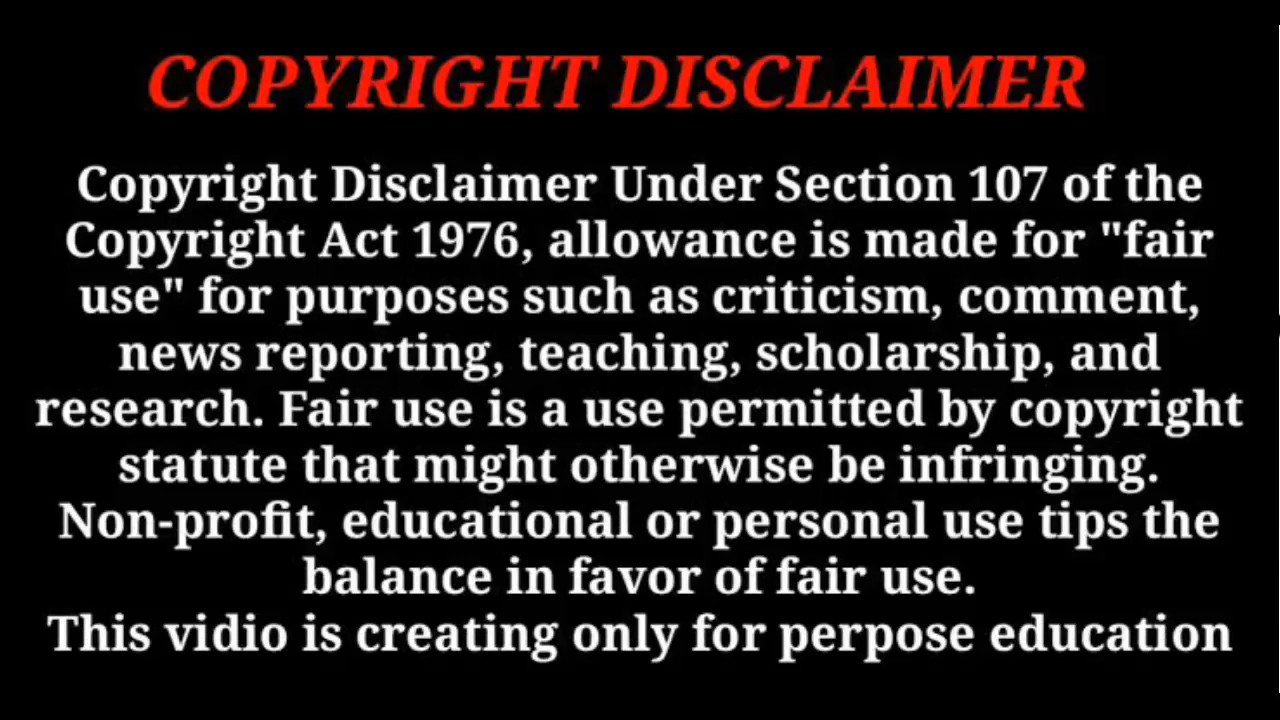 COPYRIGHT DISCLAIMER
Copyright Disclaimer Under Section 107 of the
Copyright Act 1976, allowance is made for "fair
use" for purposes such as criticism, comment,
news reporting, teaching, scholarship, and
research. Fair use is a use permitted by copyright
statute that might otherwise be infringing.
Non-profit, educational or personal use tips the
balance in favor of fair use.
This vidio is creating only for perpose education